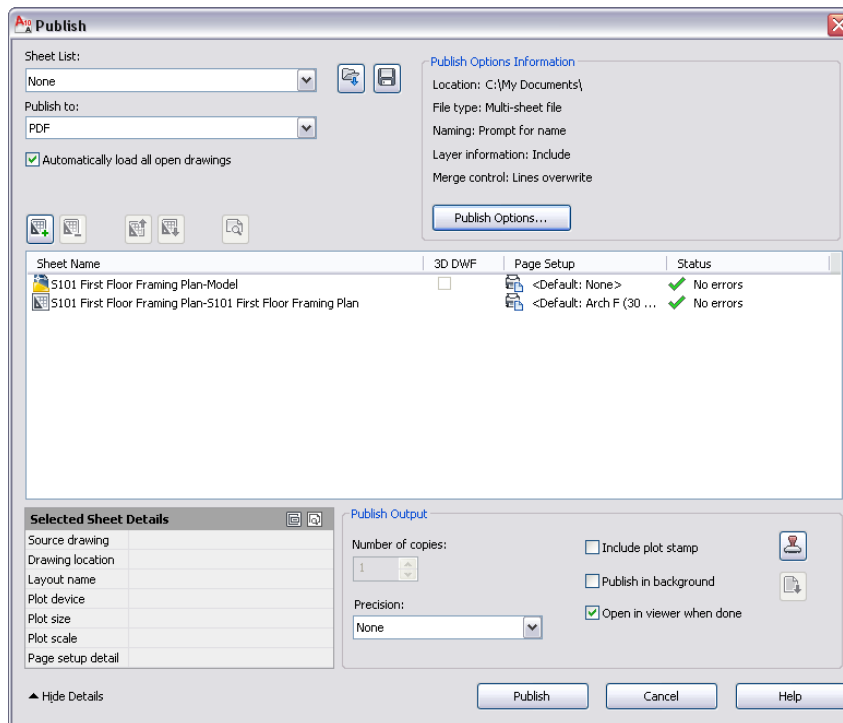 Publish
Sheet List:
None
Publish to:
PDF
Automatically load all open drawings
Publish Options Information
Location: C:\My Documents\
File type: Multi-sheet file
Naming: Prompt for name
Layer information: Include
Merge control: Lines overwrite
Publish Options...
Sheet Name 3D DWF Page Setup Status
S101 First Floor Framing Plan-Model <Default: None> No errors
S101 First Floor Framing Plan-S101 First Floor Framing Plan <Default: Arch F (30 ... No errors
Selected Sheet Details
Source drawing
Drawing location
Layout name
Plot device
Plot size
Plot scale
Page setup detail
Publish Output
Number of copies:
1
Precision:
None
Include plot stamp
Publish in background
Open in viewer when done
Hide Details
Publish Cancel Help